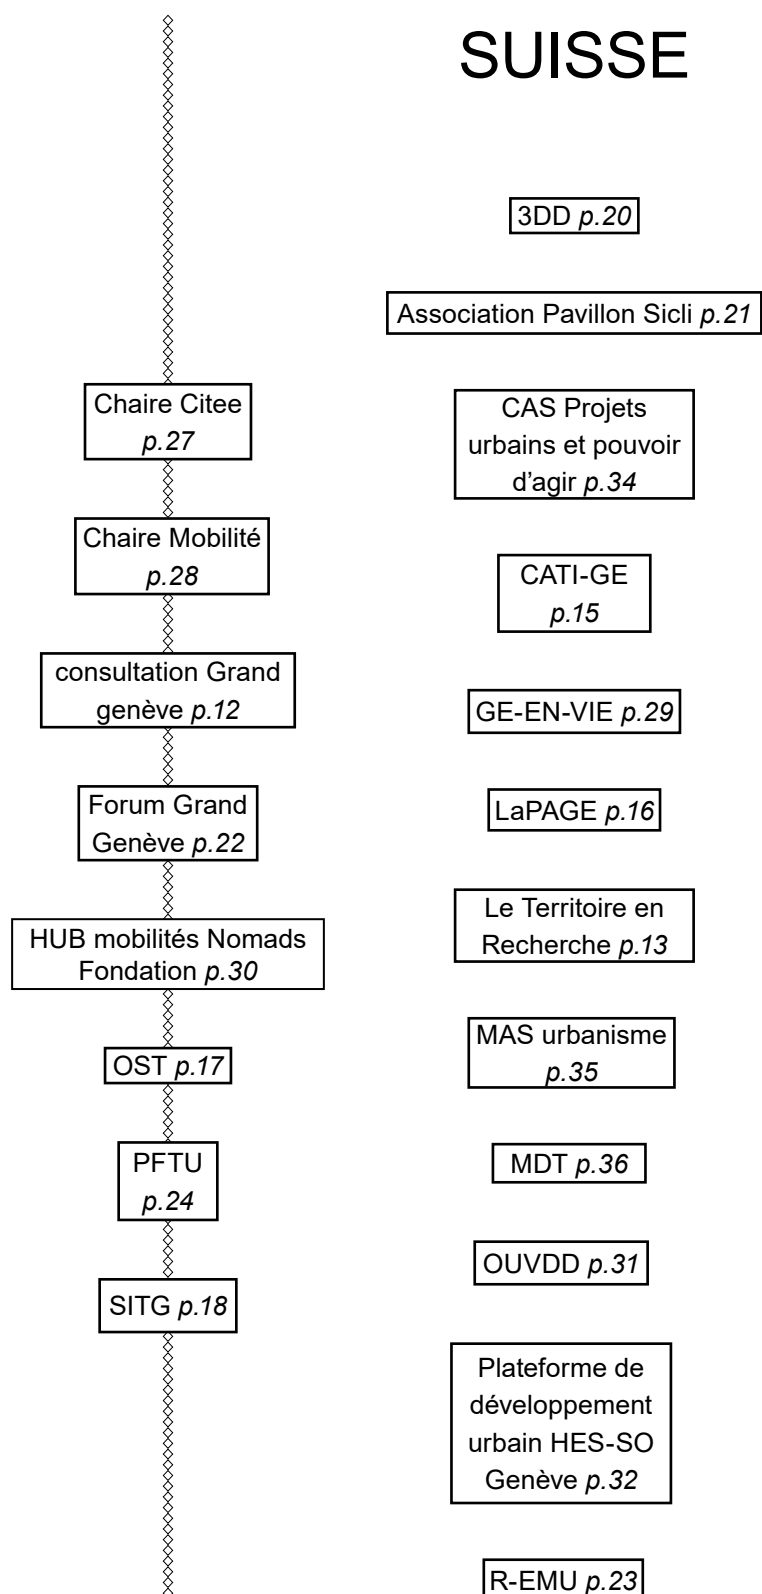 SUISSE
3DD p.20
Association Pavillon Sicli p.21
Chaire Citee
p.27
CAS Projets
urbains et pouvoir
d'agir p.34
Chaire Mobilité
p.28
CATI-GE
p.15
consultation Grand
genève p.12
GE-EN-VIE p.29
Forum Grand
Genève p.22
LaPAGE p.16
HUB mobilités Nomads
Fondation p.30
Le Territoire en
Recherche p.13
OST p.17
MAS urbanisme
p.35
PFTU
p.24
MDT p.36
SITG p.18
OUVDD p.31
Plateforme de
développement
urbain HES-SO
Genève p.32
R-EMU p.23